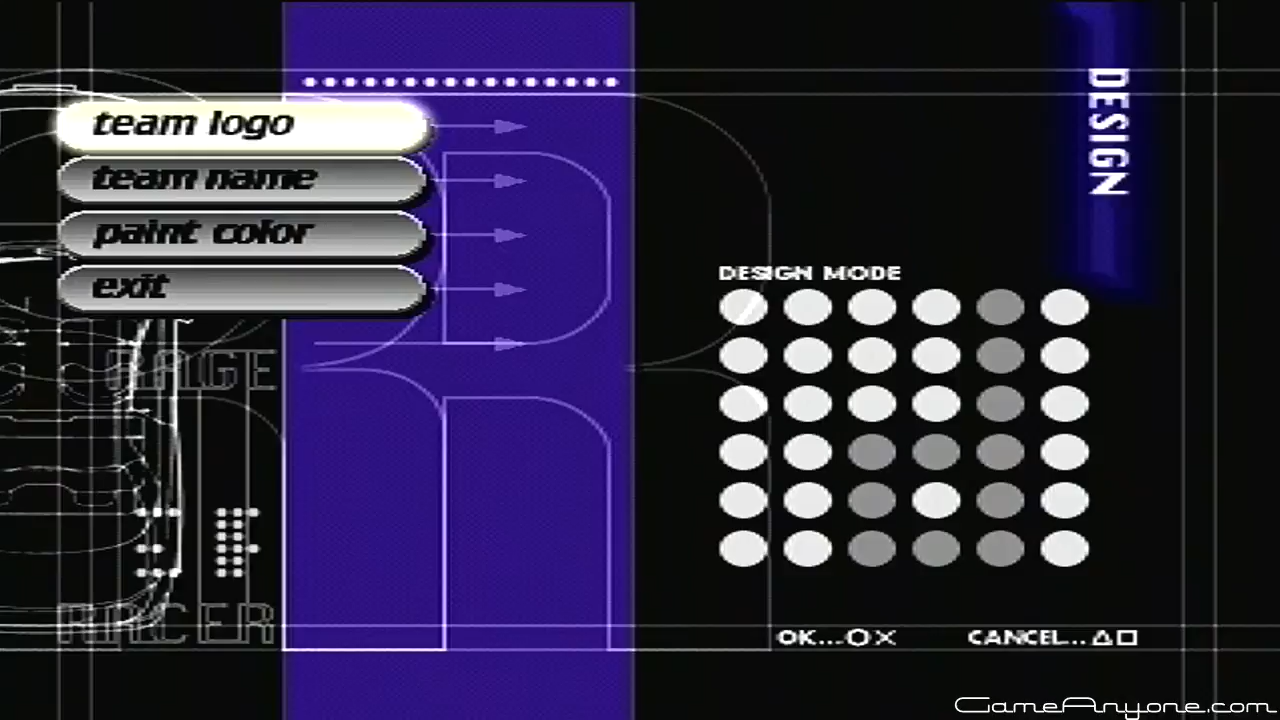 team logo
team name
paint color
exit
DESIGN
DESIGN MODE
RAGE
RACER
OK...○×
CANCEL...△□
GameAnyone.com